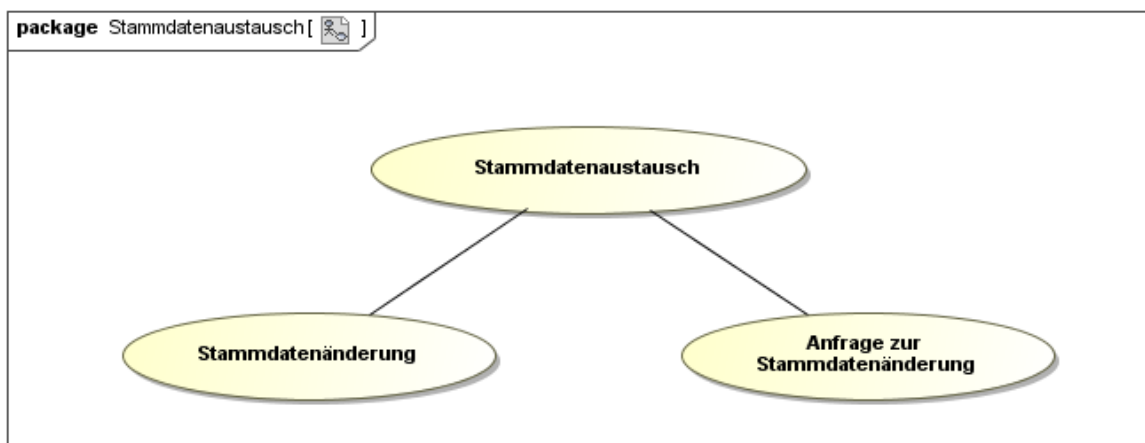 package Stammdatenaustausch [ ]
Stammdatenaustausch
Stammdatenänderung
Anfrage zur
Stammdatenänderung